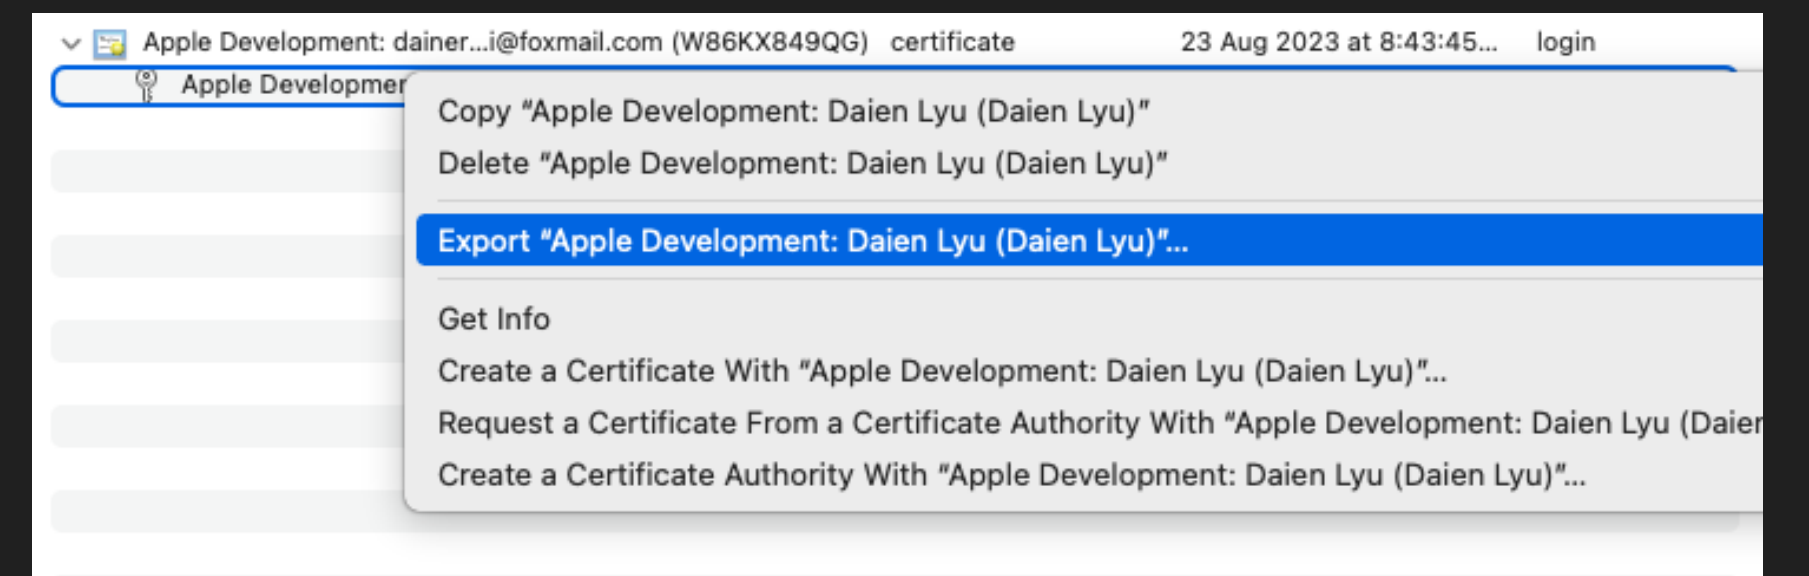 Apple Development: dainer...i@foxmail.com (W86KX849QG) certificate 23 Aug 2023 at 8:43:45... login
Apple Developmen
Copy “Apple Development: Daien Lyu (Daien Lyu)”
Delete “Apple Development: Daien Lyu (Daien Lyu)”
Export “Apple Development: Daien Lyu (Daien Lyu)”...
Get Info
Create a Certificate With “Apple Development: Daien Lyu (Daien Lyu)”...
Request a Certificate From a Certificate Authority With “Apple Development: Daien Lyu (Daien
Create a Certificate Authority With “Apple Development: Daien Lyu (Daien Lyu)”...